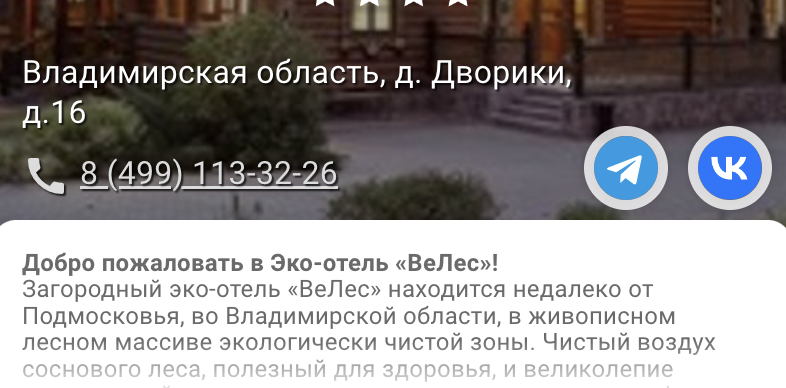 Владимирская область, д. Дворики,
д.16
8 (499) 113-32-26
Добро пожаловать в Эко-отель «ВеЛес»!
Загородный эко-отель «ВеЛес» находится недалеко от
Подмосковья, во Владимирской области, в живописном
лесном массиве экологически чистой зоны. Чистый воздух
соснового леса, полезный для здоровья, и великолепие